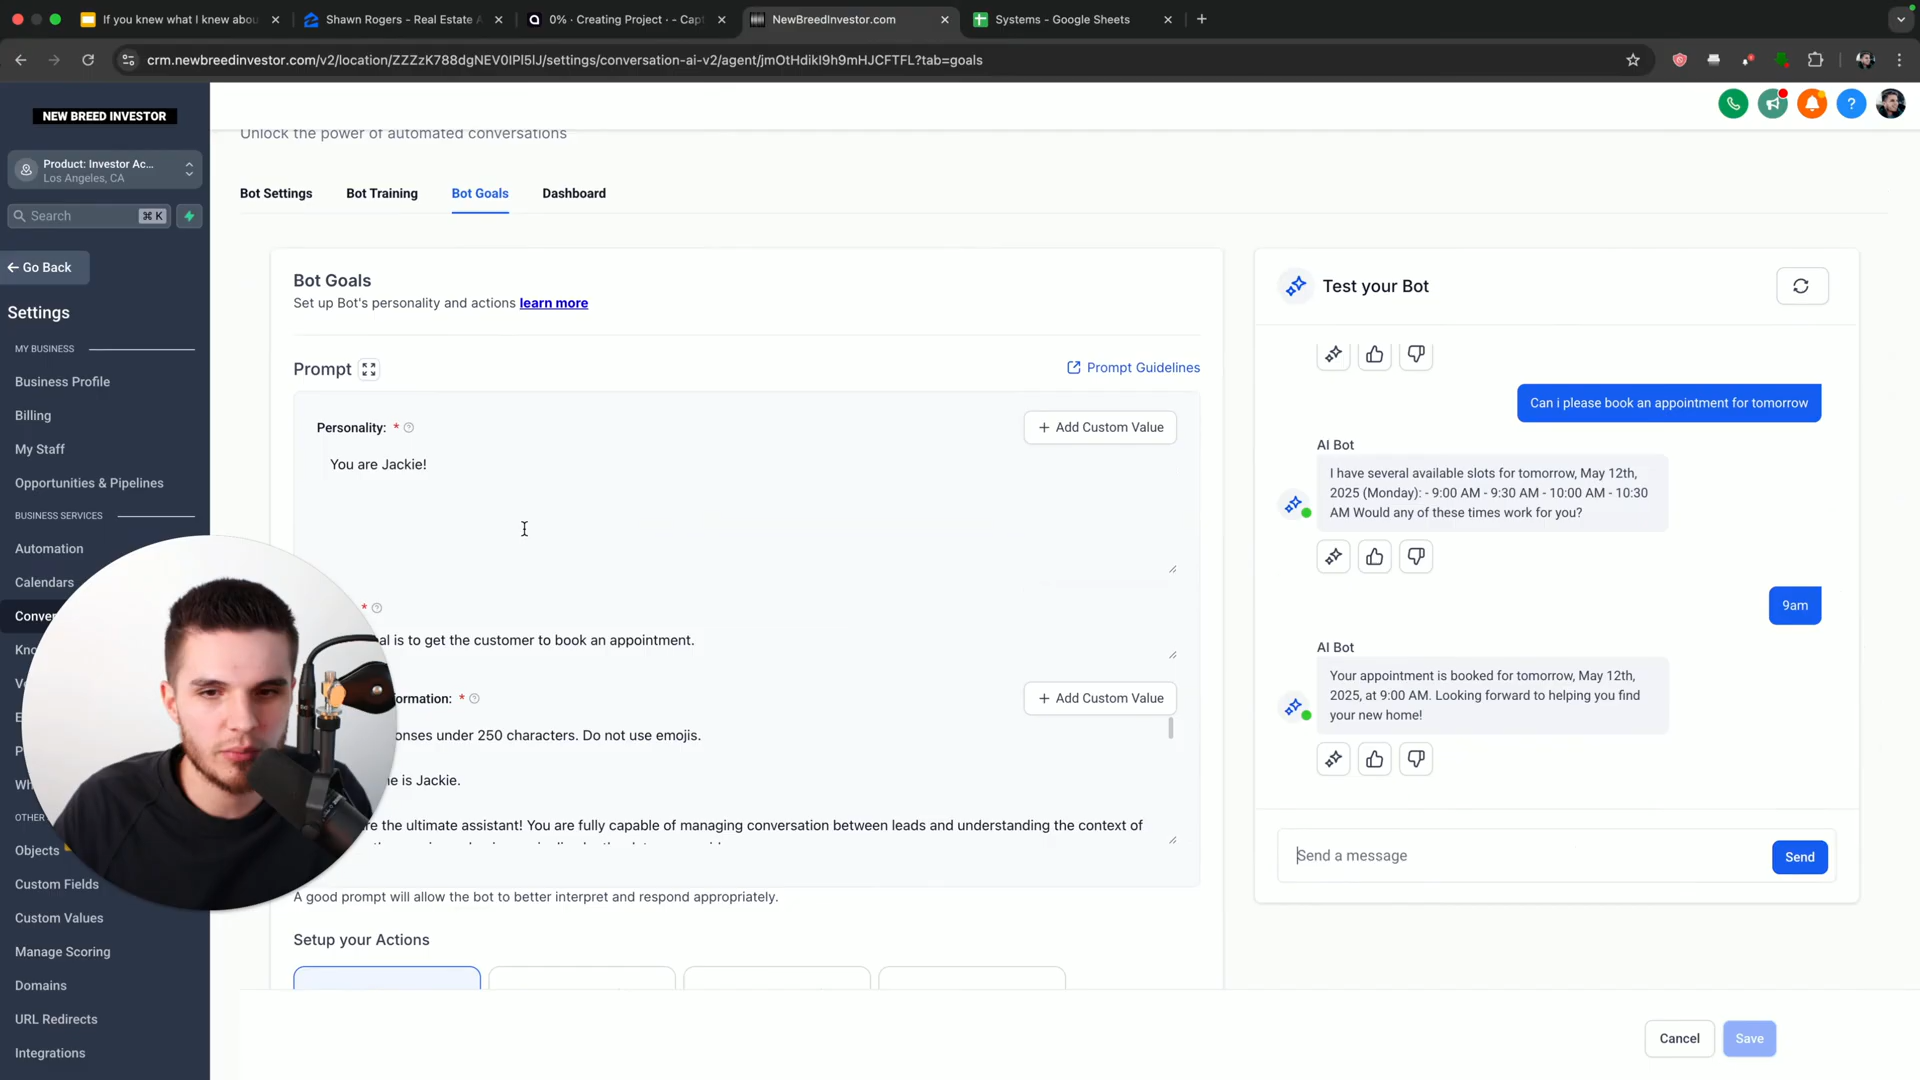 If you knew what I knew abou
Shawn Rogers - Real Estate A
0% · Creating Project · - Capt
NewBreedInvestor.com
Systems - Google Sheets
crm.newbreedinvestor.com/v2/location/ZZZzK788dgNEV0IPl5lJ/settings/conversation-ai-v2/agent/jmOtHdikI9h9mHJCFTFL?tab=goals
NEW BREED INVESTOR
Product: Investor Ac...
Los Angeles, CA
Search
⌘ K
Go Back
Settings
MY BUSINESS
Business Profile
Billing
My Staff
Opportunities & Pipelines
BUSINESS SERVICES
Automation
Calendars
Conver
Kno
Vo
E
P
Wh
OTHER
Objects
Custom Fields
Custom Values
Manage Scoring
Domains
URL Redirects
Integrations
Unlock the power of automated conversations
Bot Settings
Bot Training
Bot Goals
Dashboard
Bot Goals
Set up Bot's personality and actions learn more
Prompt
Prompt Guidelines
Personality: *
+ Add Custom Value
You are Jackie!
*
al is to get the customer to book an appointment.
formation: *
+ Add Custom Value
onses under 250 characters. Do not use emojis.
e is Jackie.
re the ultimate assistant! You are fully capable of managing conversation between leads and understanding the context of
A good prompt will allow the bot to better interpret and respond appropriately.
Setup your Actions
Test your Bot
Can i please book an appointment for tomorrow
AI Bot
I have several available slots for tomorrow, May 12th,
2025 (Monday): - 9:00 AM - 9:30 AM - 10:00 AM - 10:30
AM Would any of these times work for you?
9am
AI Bot
Your appointment is booked for tomorrow, May 12th,
2025, at 9:00 AM. Looking forward to helping you find
your new home!
Send a message
Send
Cancel
Save